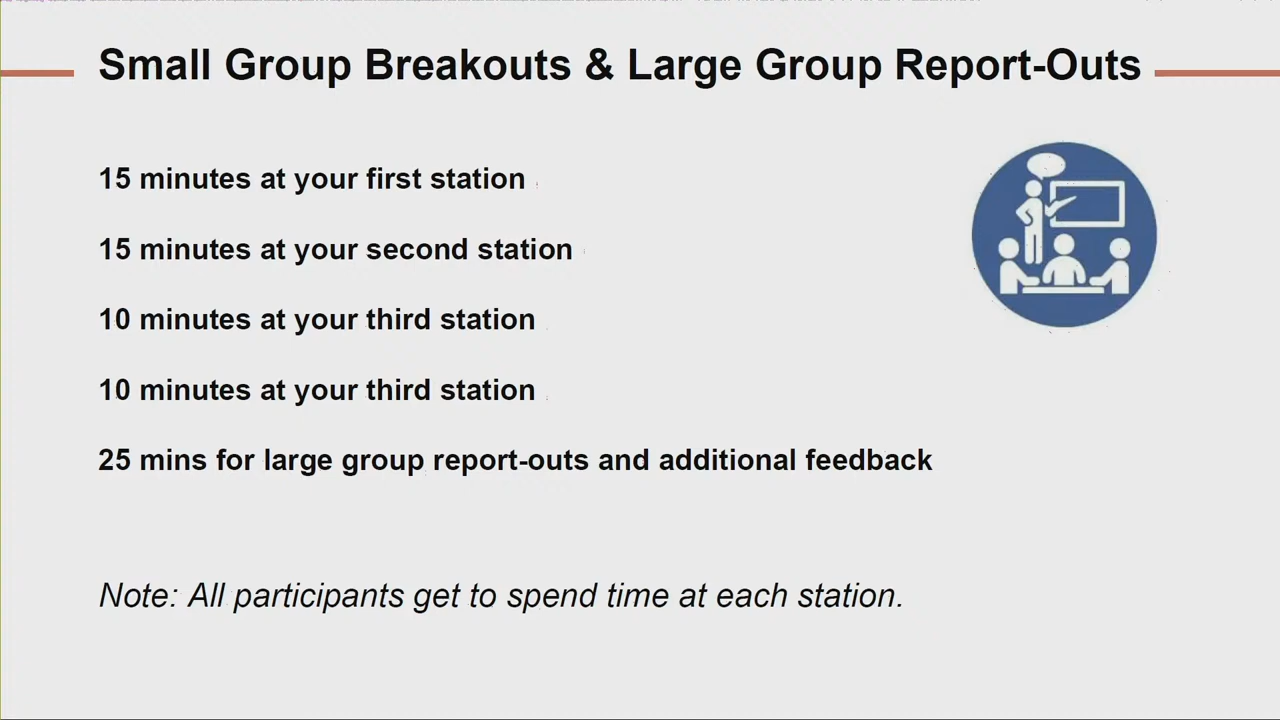 Small Group Breakouts & Large Group Report-Outs
15 minutes at your first station
15 minutes at your second station
10 minutes at your third station
10 minutes at your third station
25 mins for large group report-outs and additional feedback
Note: All participants get to spend time at each station.